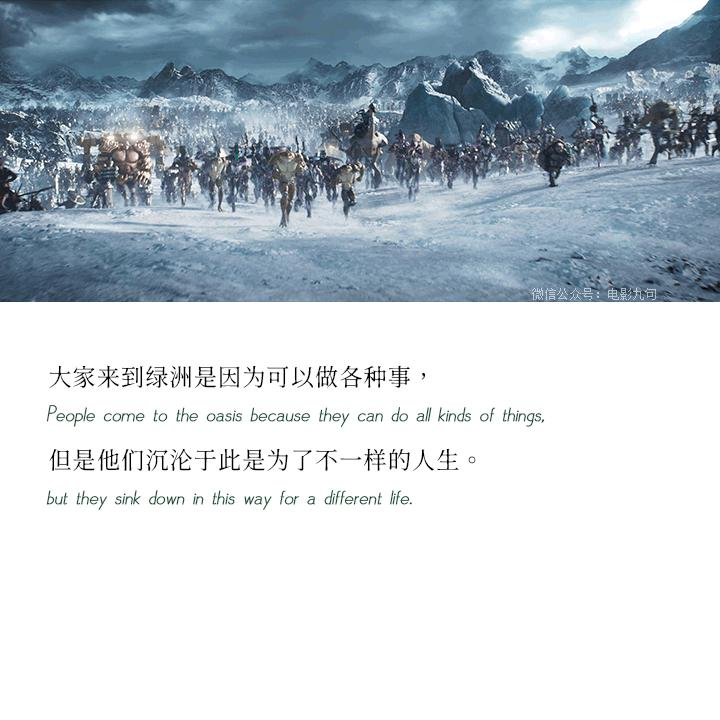 微信公众号：电影九句
大家来到绿洲是因为可以做各种事，
People come to the oasis because they can do all kinds of things,
但是他们沉沦于此是为了不一样的人生。
but they sink down in this way for a different life.